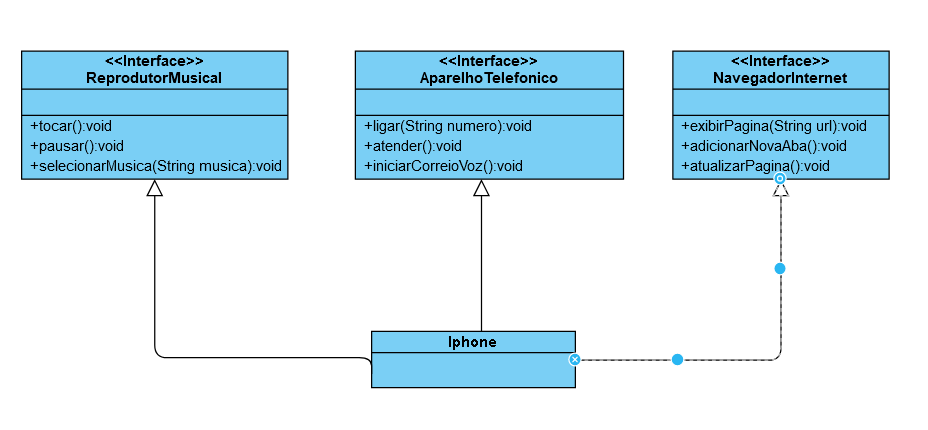 <<Interface>>
ReprodutorMusical
+tocar():void
+pausar():void
+selecionarMusica(String musica):void
<<Interface>>
AparelhoTelefonico
+ligar(String numero):void
+atender():void
+iniciarCorreioVoz():void
<<Interface>>
NavegadorInternet
+exibirPagina(String url):void
+adicionarNovaAba():void
+atualizarPagina():void
Iphone